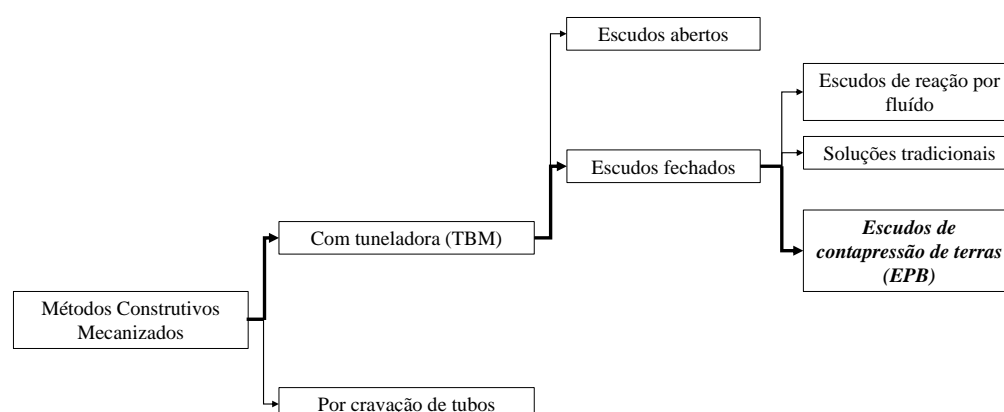 Escudos abertos
Escudos de reação por
fluído
Soluções tradicionais
Escudos fechados
Escudos de
contapressão de terras
(EPB)
Com tuneladora (TBM)
Métodos Construtivos
Mecanizados
Por cravação de tubos